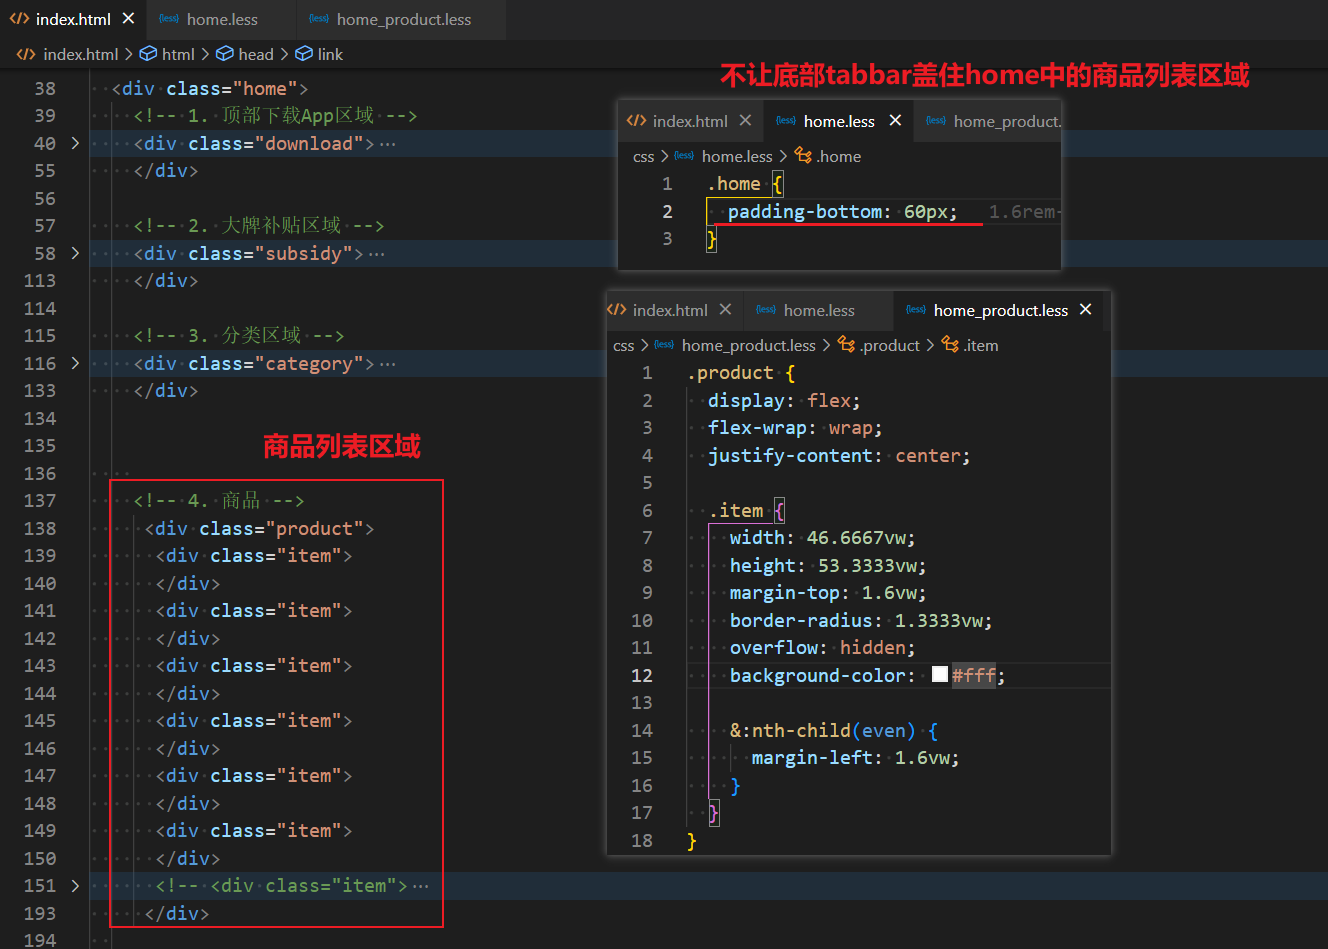 index.html
home.less
home_product.less
index.html > html > head > link
38 <div class="home">
39 <!-- 1. 顶部下载App区域 -->
40 <div class="download">…
55 </div>
56
57 <!-- 2. 大牌补贴区域 -->
58 <div class="subsidy">…
113 </div>
114
115 <!-- 3. 分类区域 -->
116 <div class="category">…
133 </div>
134
135
商品列表区域
136
137 <!-- 4. 商品 -->
138 <div class="product">
139 <div class="item">
140 </div>
141 <div class="item">
142 </div>
143 <div class="item">
144 </div>
145 <div class="item">
146 </div>
147 <div class="item">
148 </div>
149 <div class="item">
150 </div>
151 <!-- <div class="item">…
193 </div>
194
不让底部tabbar盖住home中的商品列表区域
index.html
home.less
home_product.
css > home.less > .home
1 .home {
2 padding-bottom: 60px; 1.6rem
3 }
index.html
home.less
home_product.less
css > home_product.less > .product > .item
1 .product {
2 display: flex;
3 flex-wrap: wrap;
4 justify-content: center;
5
6 .item {
7 width: 46.6667vw;
8 height: 53.3333vw;
9 margin-top: 1.6vw;
10 border-radius: 1.3333vw;
11 overflow: hidden;
12 background-color: #fff;
13
14 &:nth-child(even) {
15 margin-left: 1.6vw;
16 }
17 }
18 }